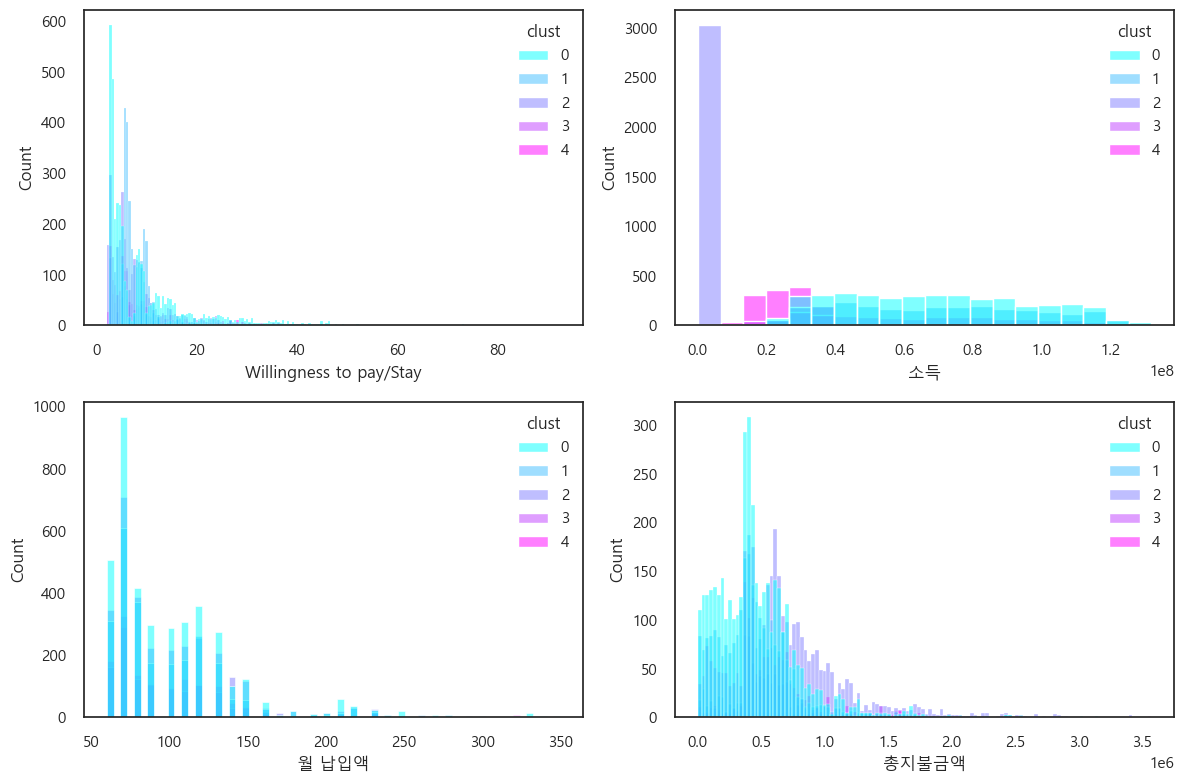 600
500
400
300
200
100
0
Count
0 20 40 60 80
Willingness to pay/Stay
clust
0
1
2
3
4
3000
2500
2000
1500
1000
500
0
Count
0.0 0.2 0.4 0.6 0.8 1.0 1.2
1e8
소득
clust
0
1
2
3
4
1000
800
600
400
200
0
Count
50 100 150 200 250 300 350
월 납입액
clust
0
1
2
3
4
300
250
200
150
100
50
0
Count
0.0 0.5 1.0 1.5 2.0 2.5 3.0 3.5
1e6
총지불금액
clust
0
1
2
3
4